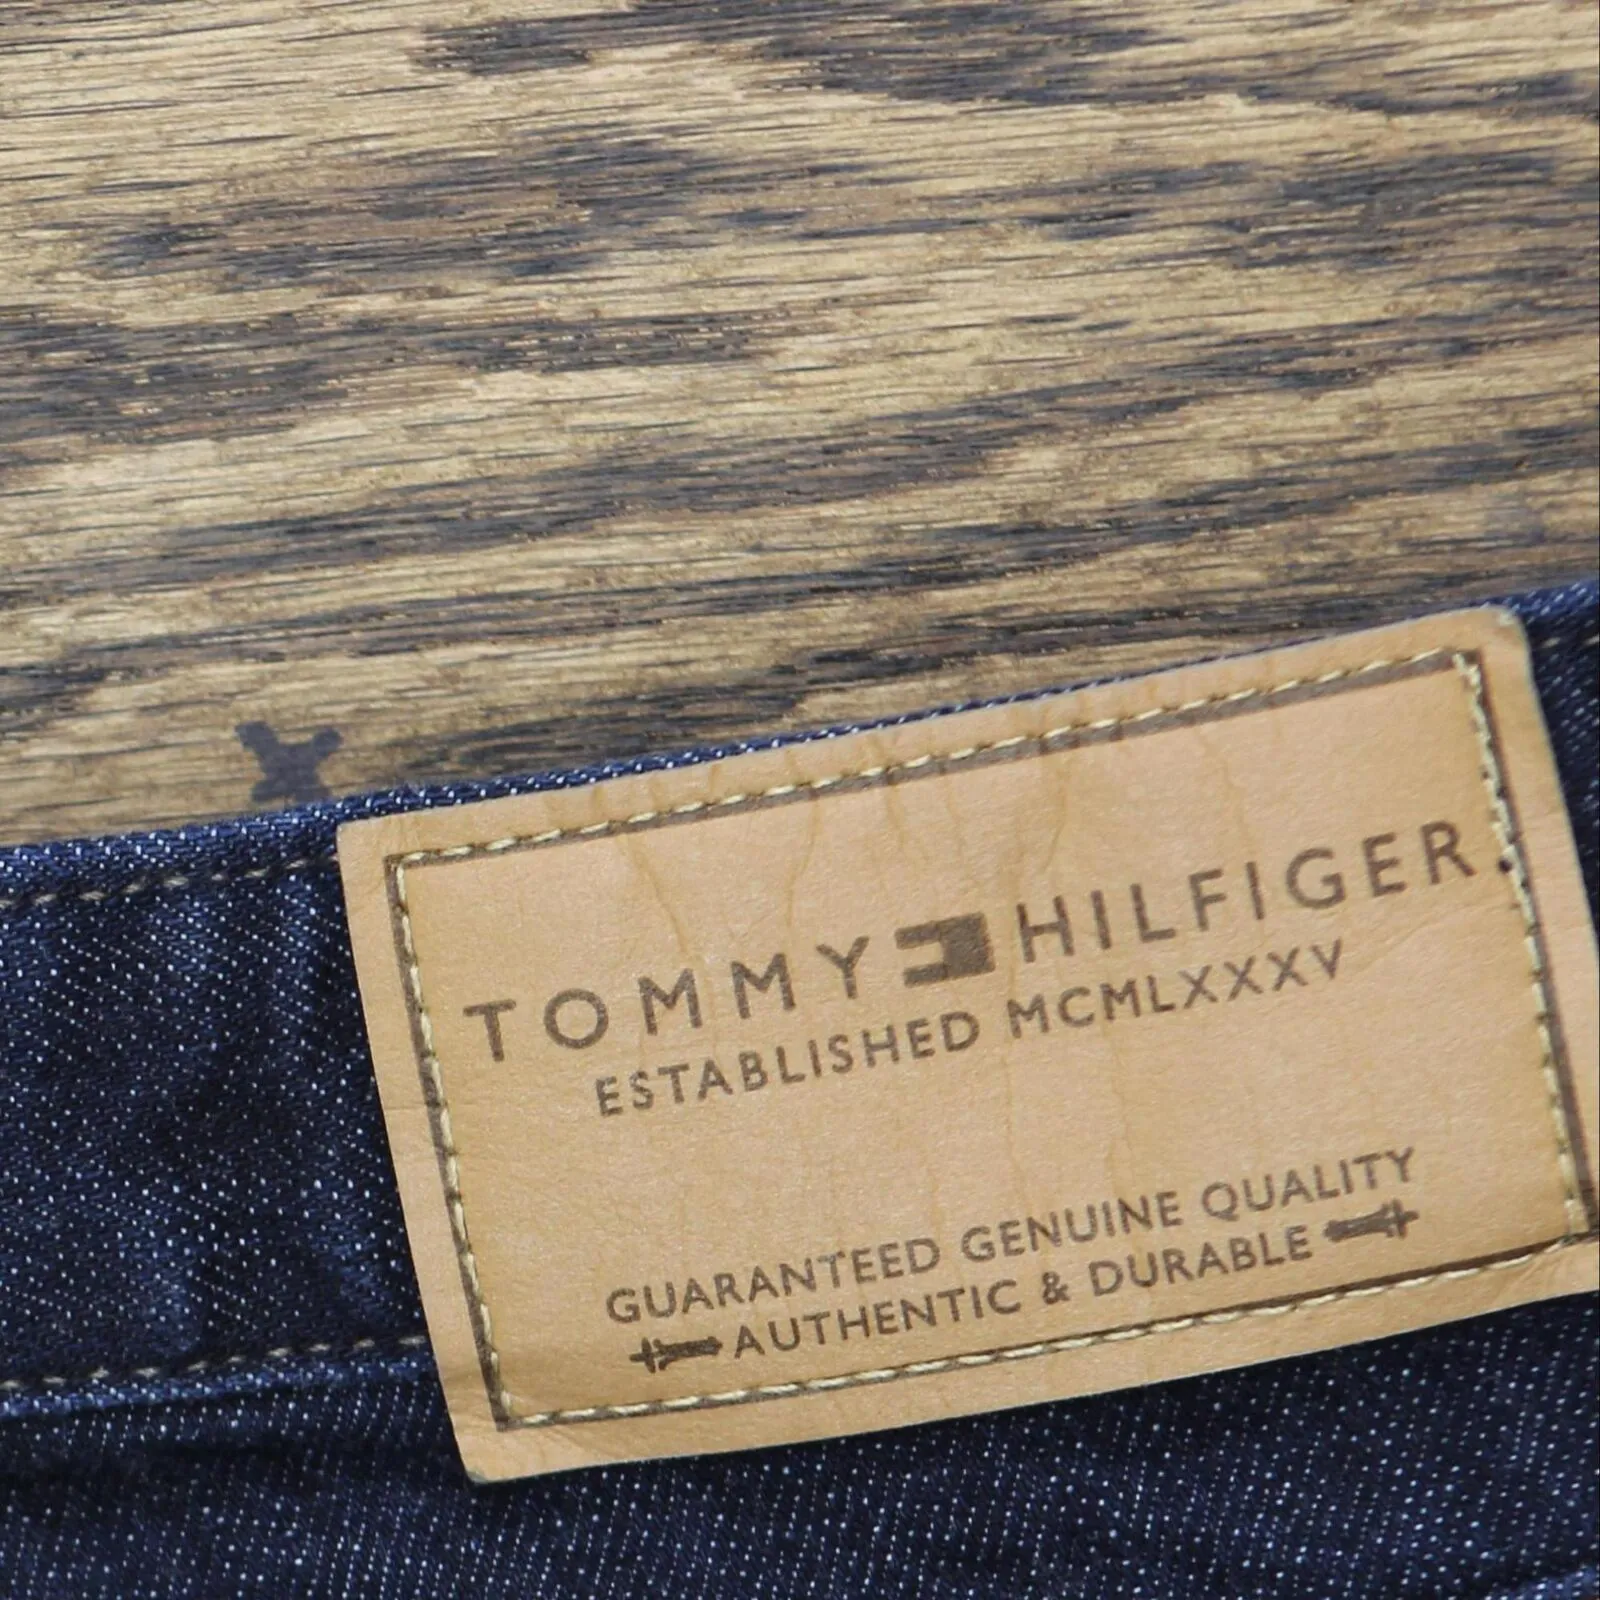 TOMMY HILFIGER.
ESTABLISHED MCMLXXXV
GUARANTEED GENUINE QUALITY
AUTHENTIC & DURABLE